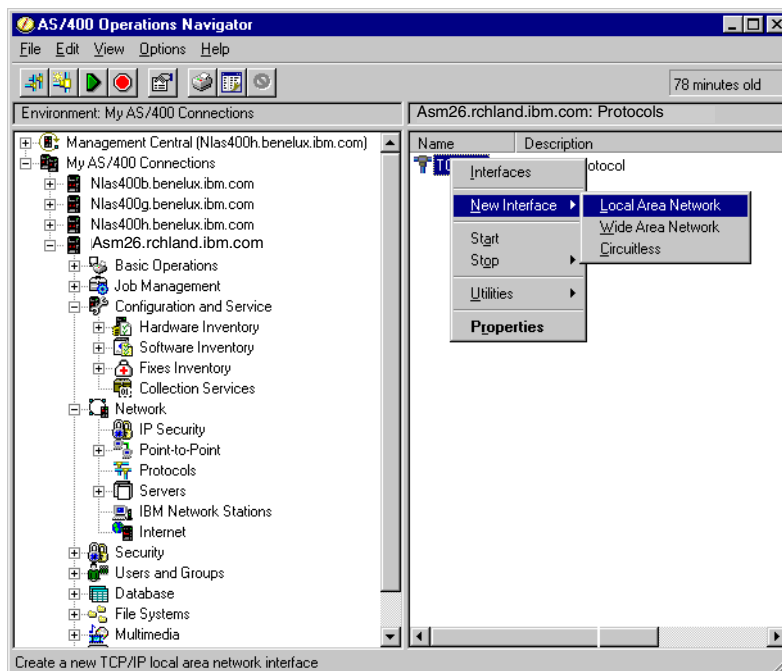 AS/400 Operations Navigator
File Edit View Options Help
78 minutes old
Environment: My AS/400 Connections
Asm26.rchland.ibm.com: Protocols
Name Description
Management Central (Nlas400h.benelux.ibm.com)
My AS/400 Connections
Nlas400b.benelux.ibm.com
Nlas400g.benelux.ibm.com
Nlas400h.benelux.ibm.com
Asm26.rchland.ibm.com
Basic Operations
Job Management
Configuration and Service
Hardware Inventory
Software Inventory
Fixes Inventory
Collection Services
Network
IP Security
Point-to-Point
Protocols
Servers
IBM Network Stations
Internet
Security
Users and Groups
Database
File Systems
Multimedia
Interfaces
New Interface
Start
Stop
Utilities
Properties
Local Area Network
Wide Area Network
Circuitless
Create a new TCP/IP local area network interface